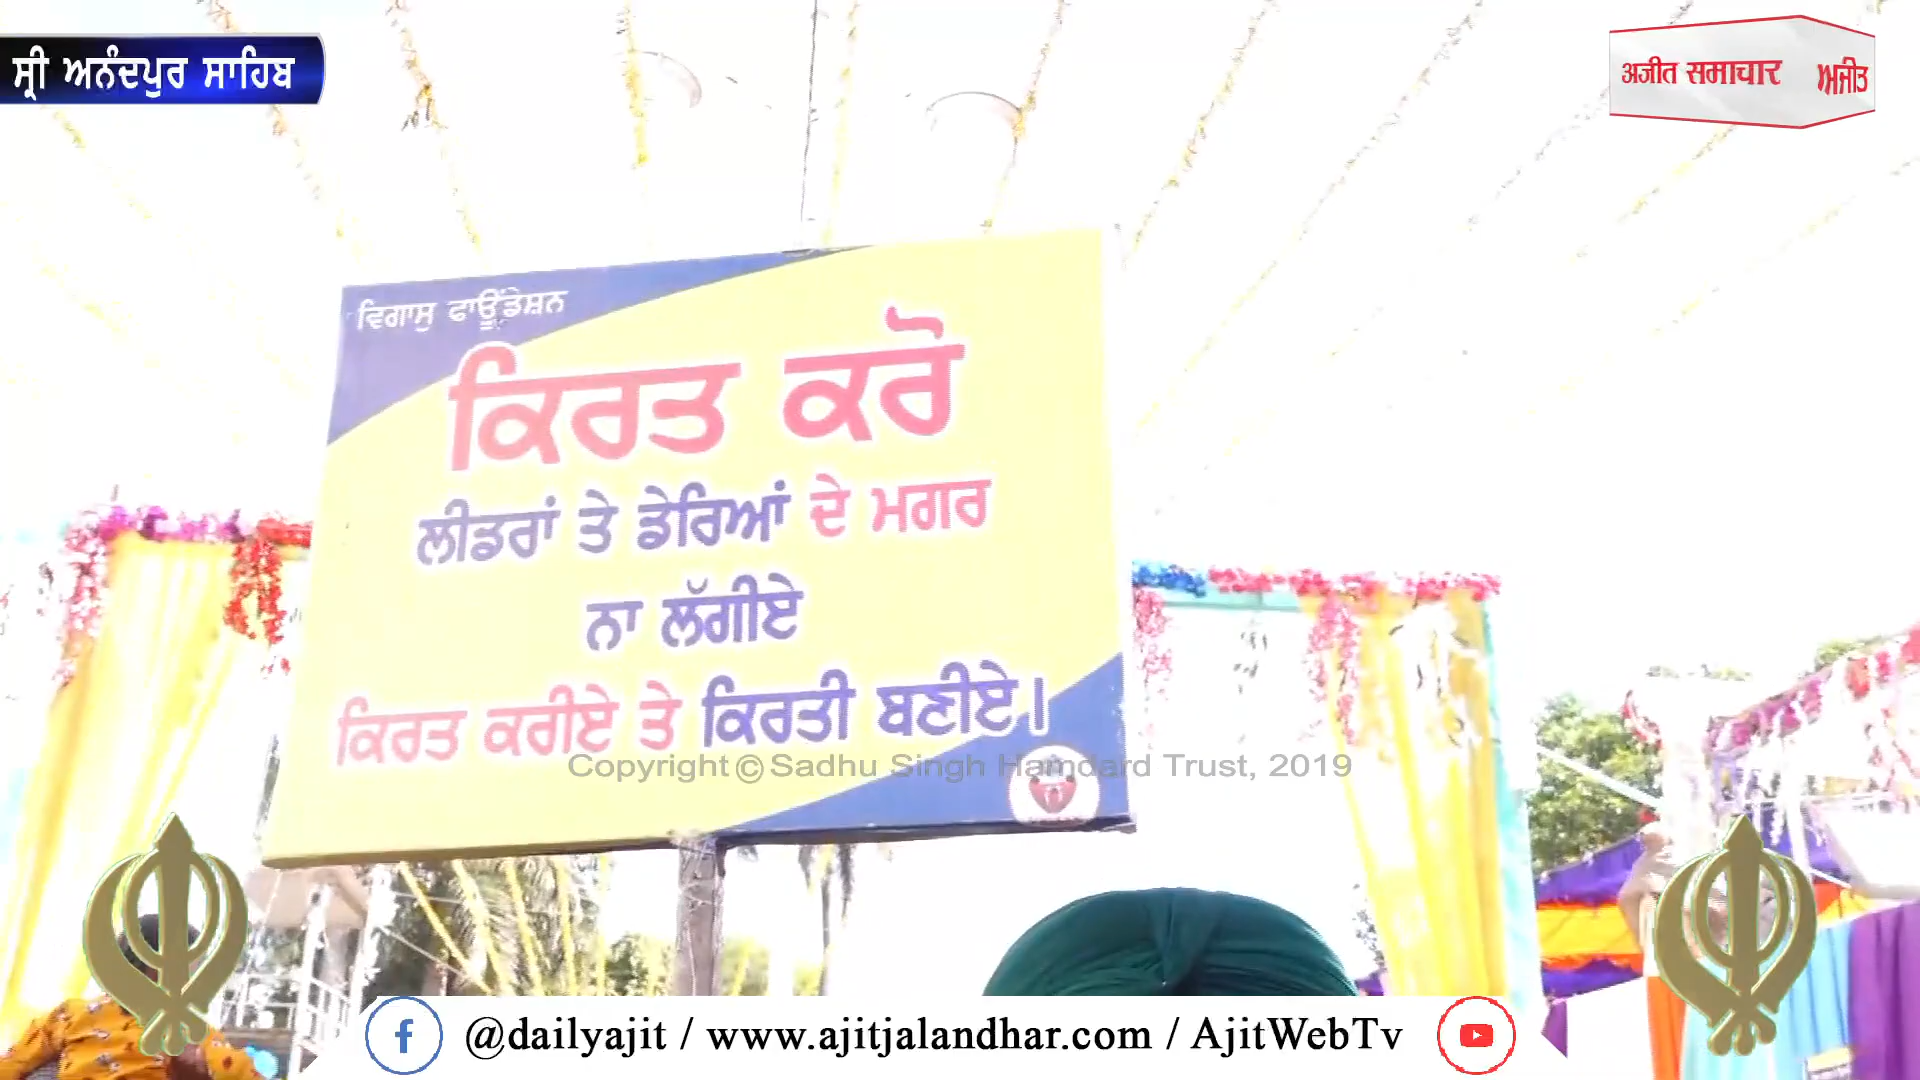 ਸ੍ਰੀ ਅਨੰਦਪੁਰ ਸਾਹਿਬ
अजीत समाचार ਅਜੀਤ
ਵਿਗਾਸੁ ਫਾਊਂਡੇਸ਼ਨ
ਕਿਰਤ ਕਰੋ
ਲੀਡਰਾਂ ਤੇ ਡੇਰਿਆਂ ਦੇ ਮਗਰ
ਨਾ ਲੱਗੀਏ
ਕਿਰਤ ਕਰੀਏ ਤੇ ਕਿਰਤੀ ਬਣੀਏ।
Copyright © Sadhu Singh Hamdard Trust, 2019
@dailyajit / www.ajitjalandhar.com / AjitWebTv